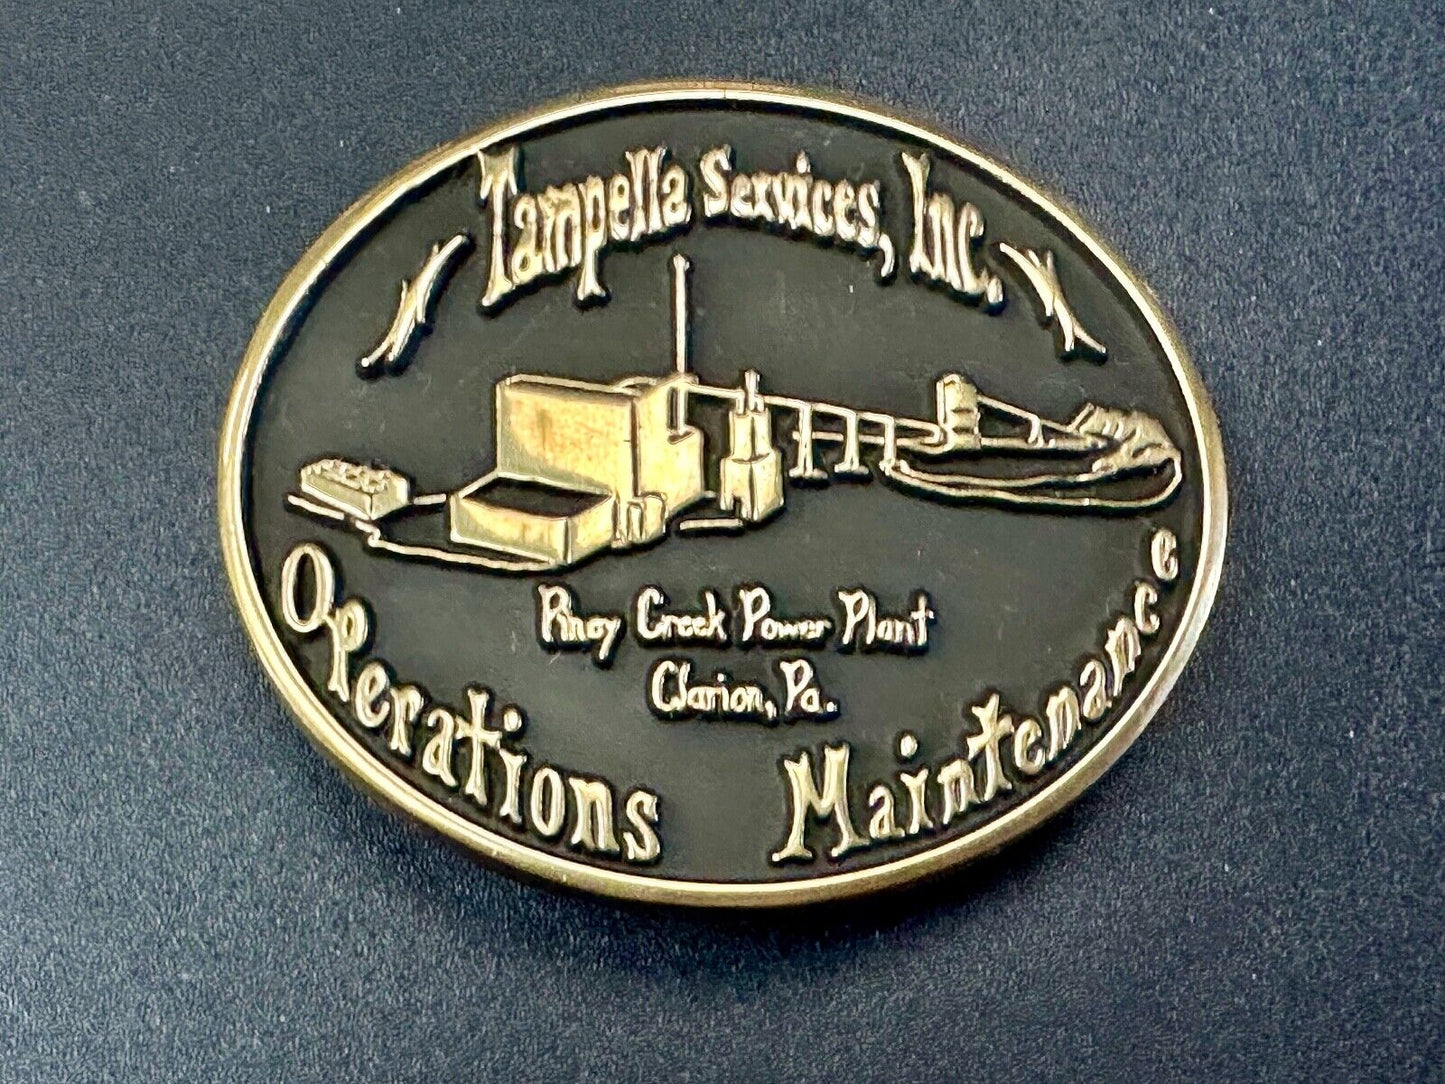 Tampella Services, Inc.
Piney Creek Power Plant
Clarion, Pa.
Operations Maintenance